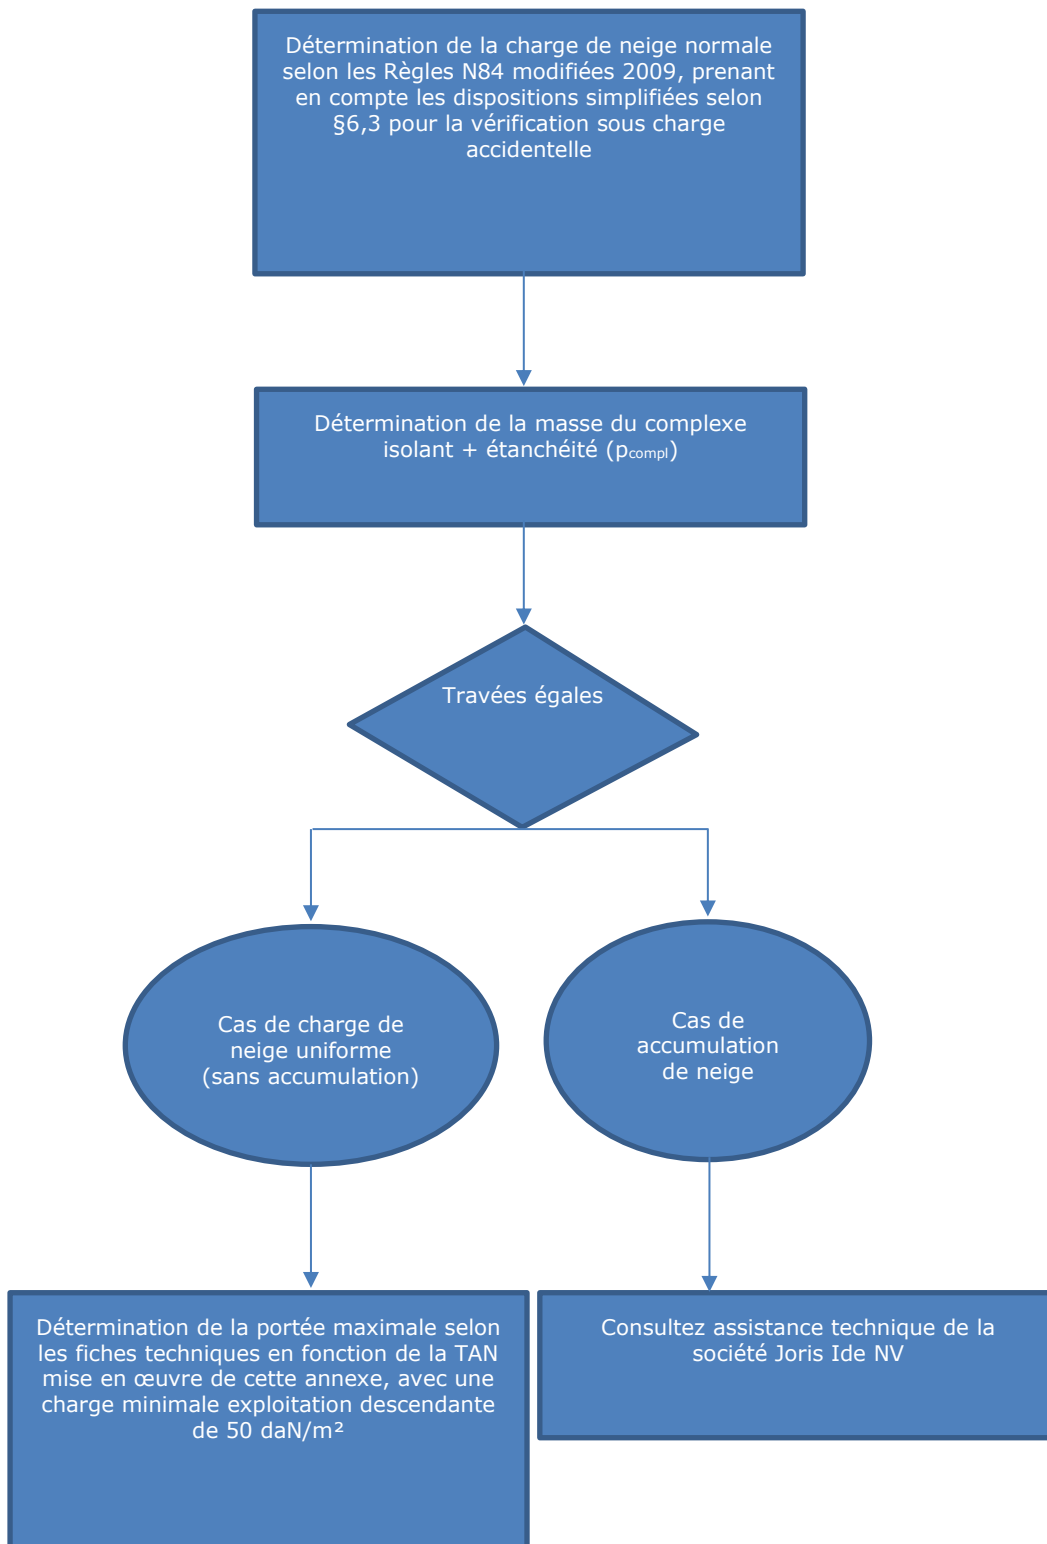 Détermination de la charge de neige normale
selon les Règles N84 modifiées 2009, prenant
en compte les dispositions simplifiées selon
§6,3 pour la vérification sous charge
accidentelle
Détermination de la masse du complexe
isolant + étanchéité (pcompl)
Travées égales
Cas de charge de
neige uniforme
(sans accumulation)
Cas de
accumulation
de neige
Détermination de la portée maximale selon
les fiches techniques en fonction de la TAN
mise en œuvre de cette annexe, avec une
charge minimale exploitation descendante
de 50 daN/m²
Consultez assistance technique de la
société Joris Ide NV